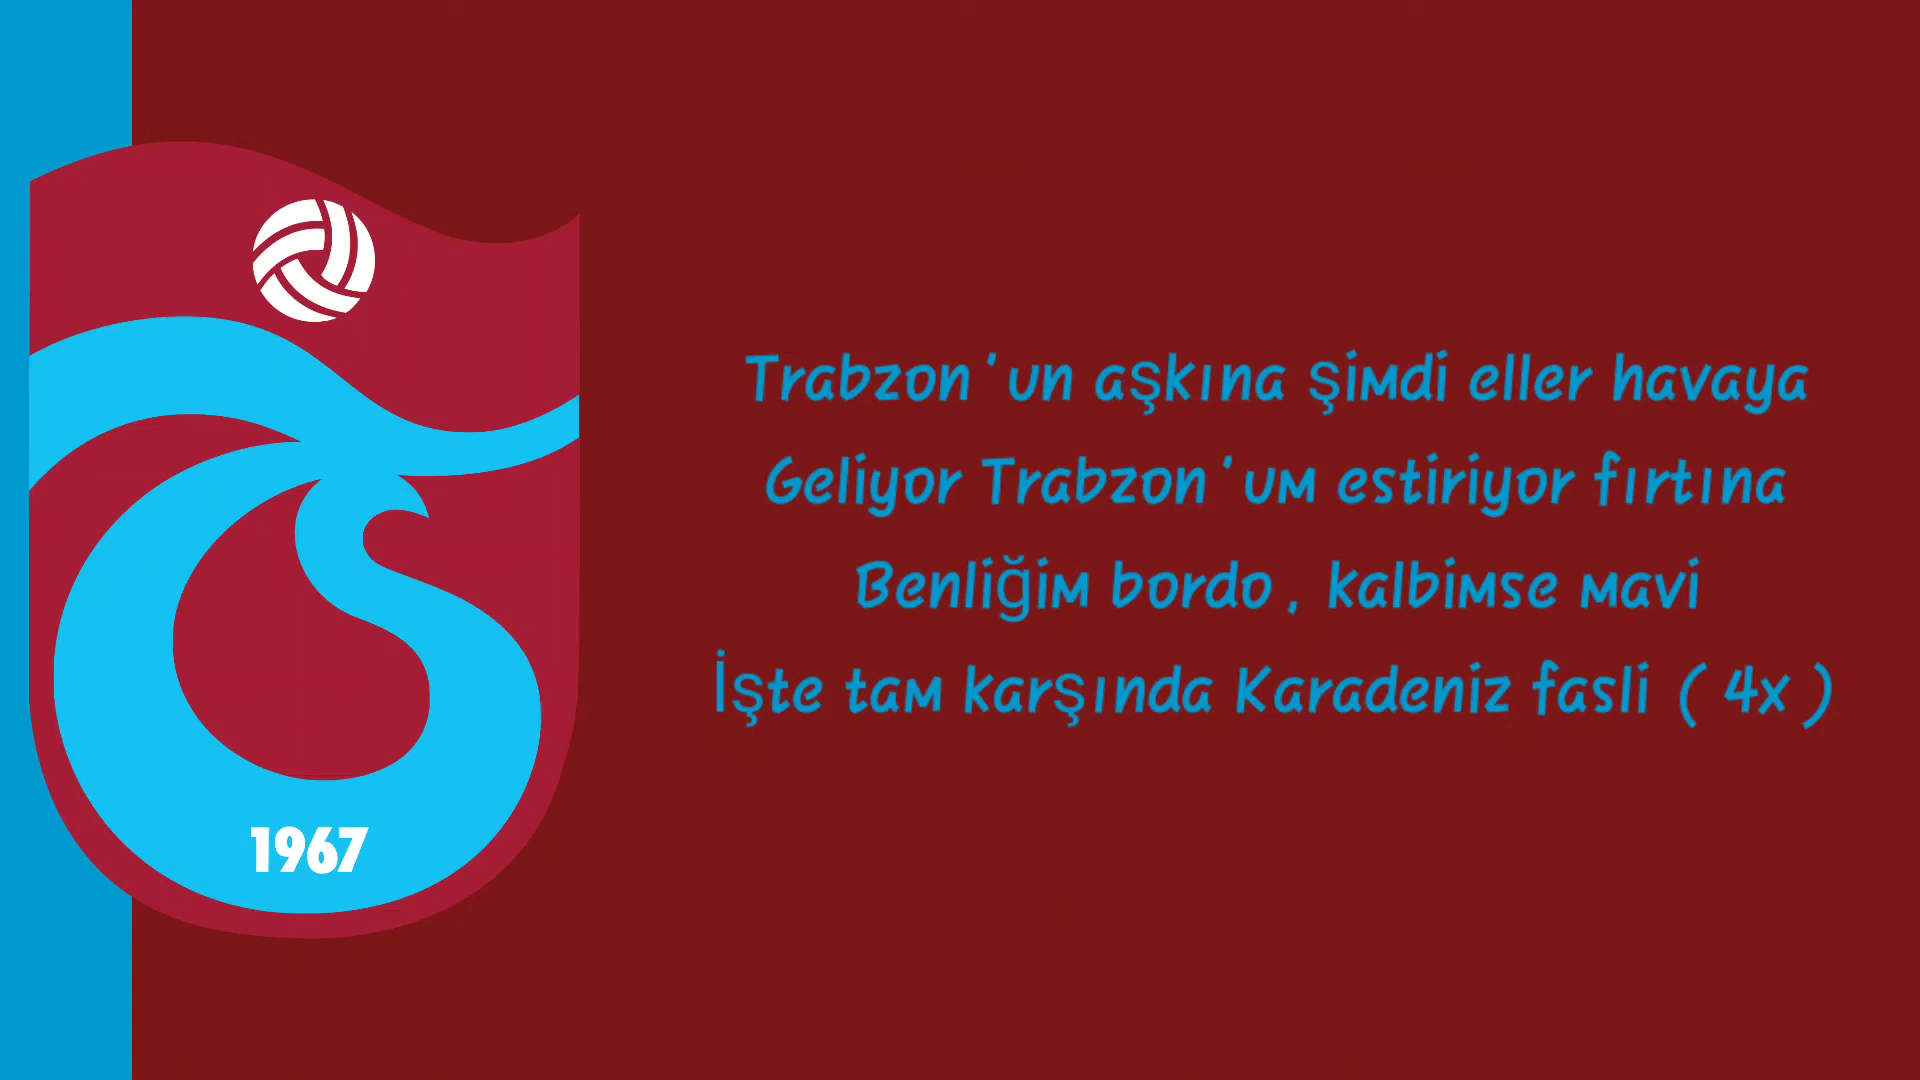 Trabzon'un aşkına şimdi eller havaya
Geliyor Trabzon'um estiriyor fırtına
Benliğim bordo, kalbimse mavi
İşte tam karşında Karadeniz fasli (4x)
1967